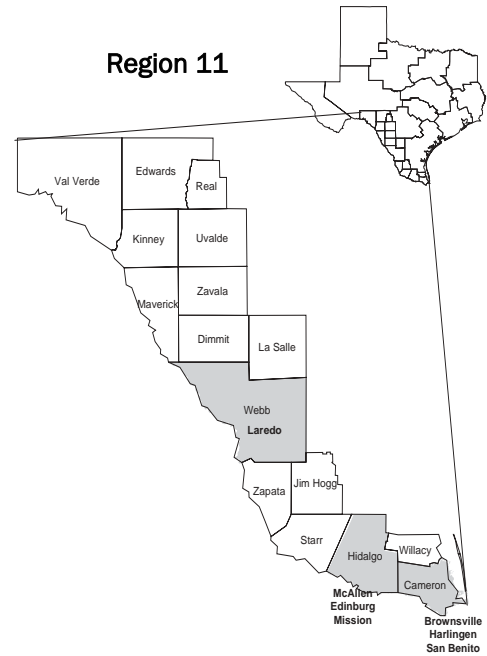 Region 11
Val Verde
Edwards
Real
Kinney
Uvalde
Maverick
Zavala
Dimmit
La Salle
Webb
Laredo
Zapata
Jim Hogg
Starr
Hidalgo
Willacy
Cameron
McAllen
Edinburg
Mission
Brownsville
Harlingen
San Benito